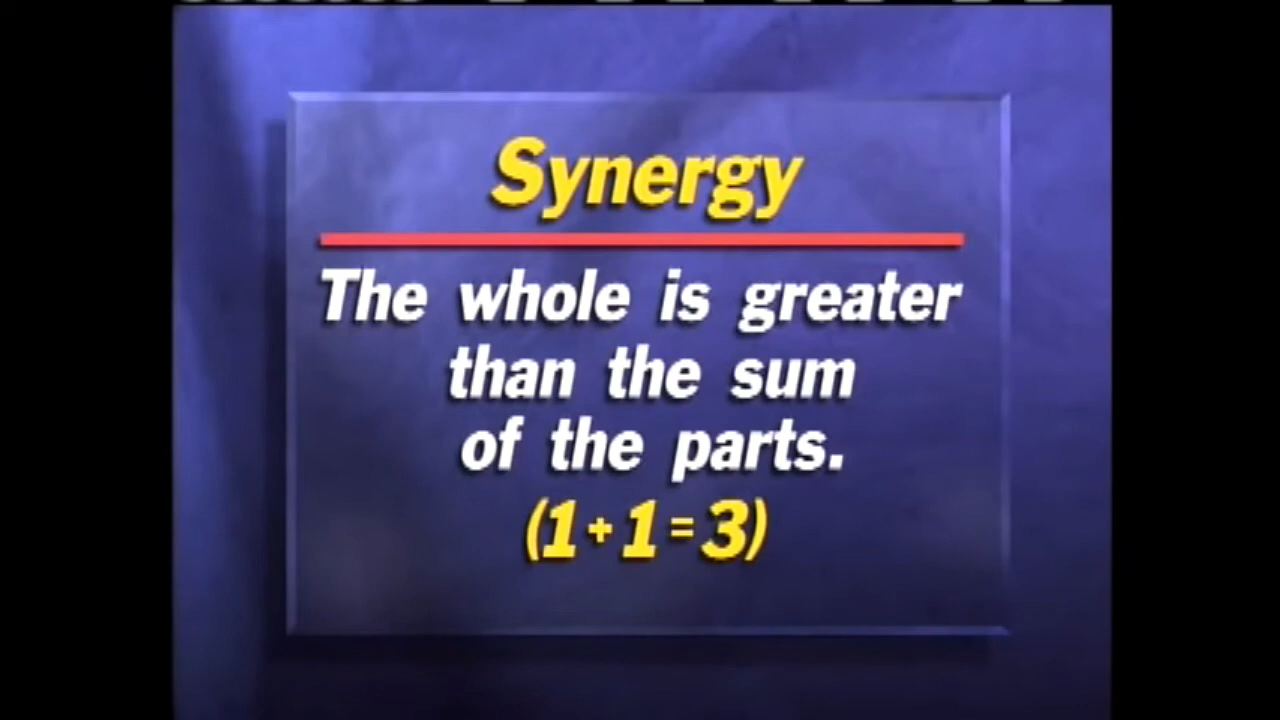 Synergy
The whole is greater
than the sum
of the parts.
(1+1=3)